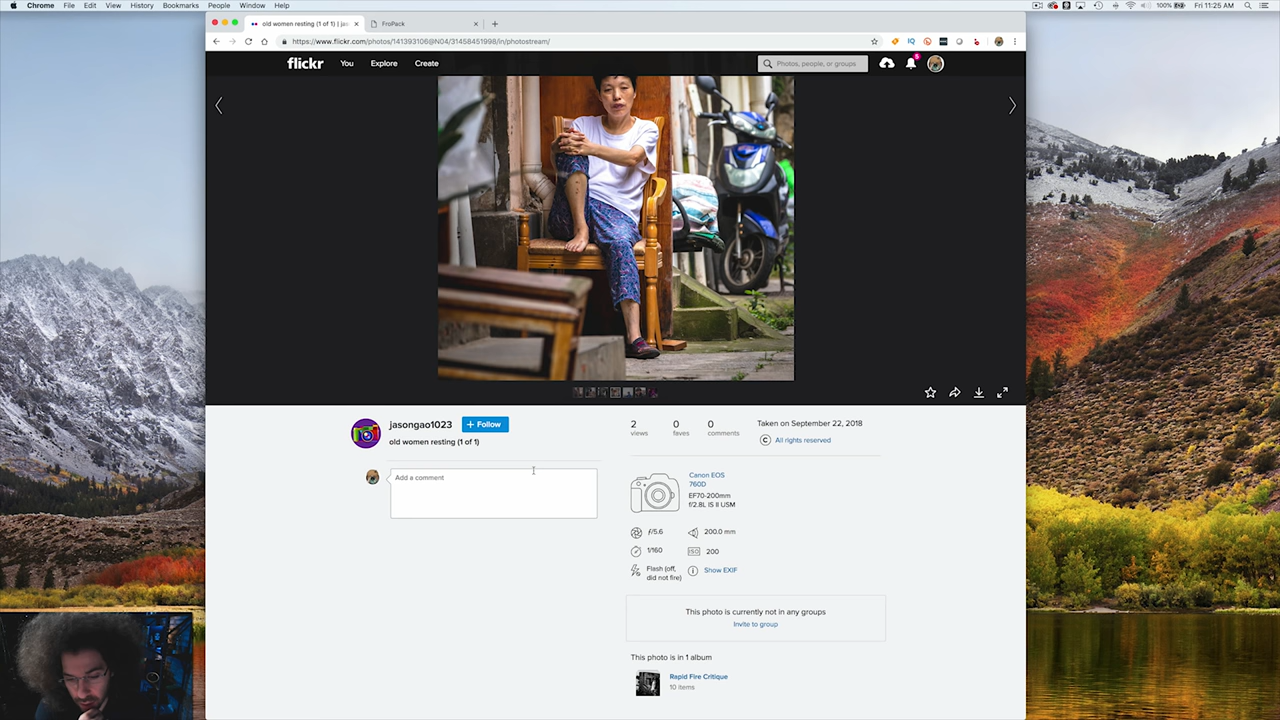 Chrome File Edit View History Bookmarks People Window Help
100% Fri 11:25 AM
old women resting (1 of 1) | jas
FroPack
https://www.flickr.com/photos/141393106@N04/31458451998/in/photostream/
flickr You Explore Create
Photos, people, or groups
jasongao1023
+ Follow
old women resting (1 of 1)
Add a comment
2 0 0
views faves comments
Taken on September 22, 2018
All rights reserved
Canon EOS
760D
EF70-200mm
f/2.8L IS II USM
ƒ/5.6 200.0 mm
1/160 ISO 200
Flash (off,
did not fire)
Show EXIF
This photo is currently not in any groups
Invite to group
This photo is in 1 album
Rapid Fire Critique
10 items